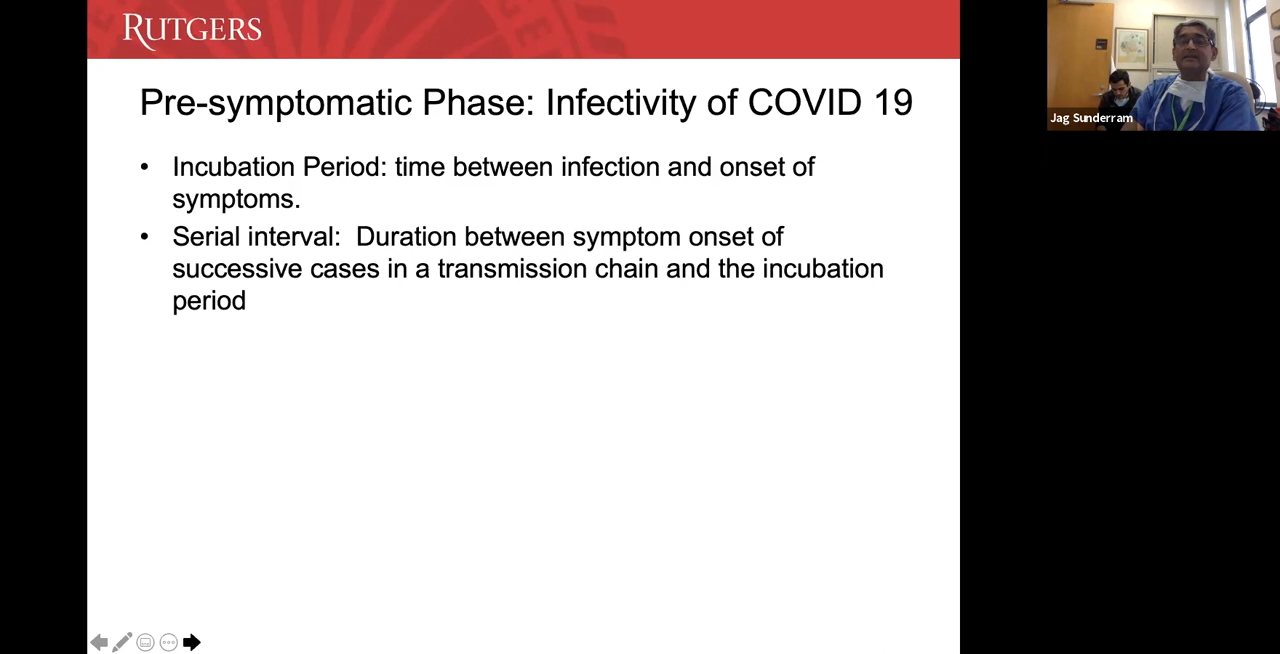 RUTGERS
Pre-symptomatic Phase: Infectivity of COVID 19
• Incubation Period: time between infection and onset of
symptoms.
• Serial interval: Duration between symptom onset of
successive cases in a transmission chain and the incubation
period
Jag Sunderram